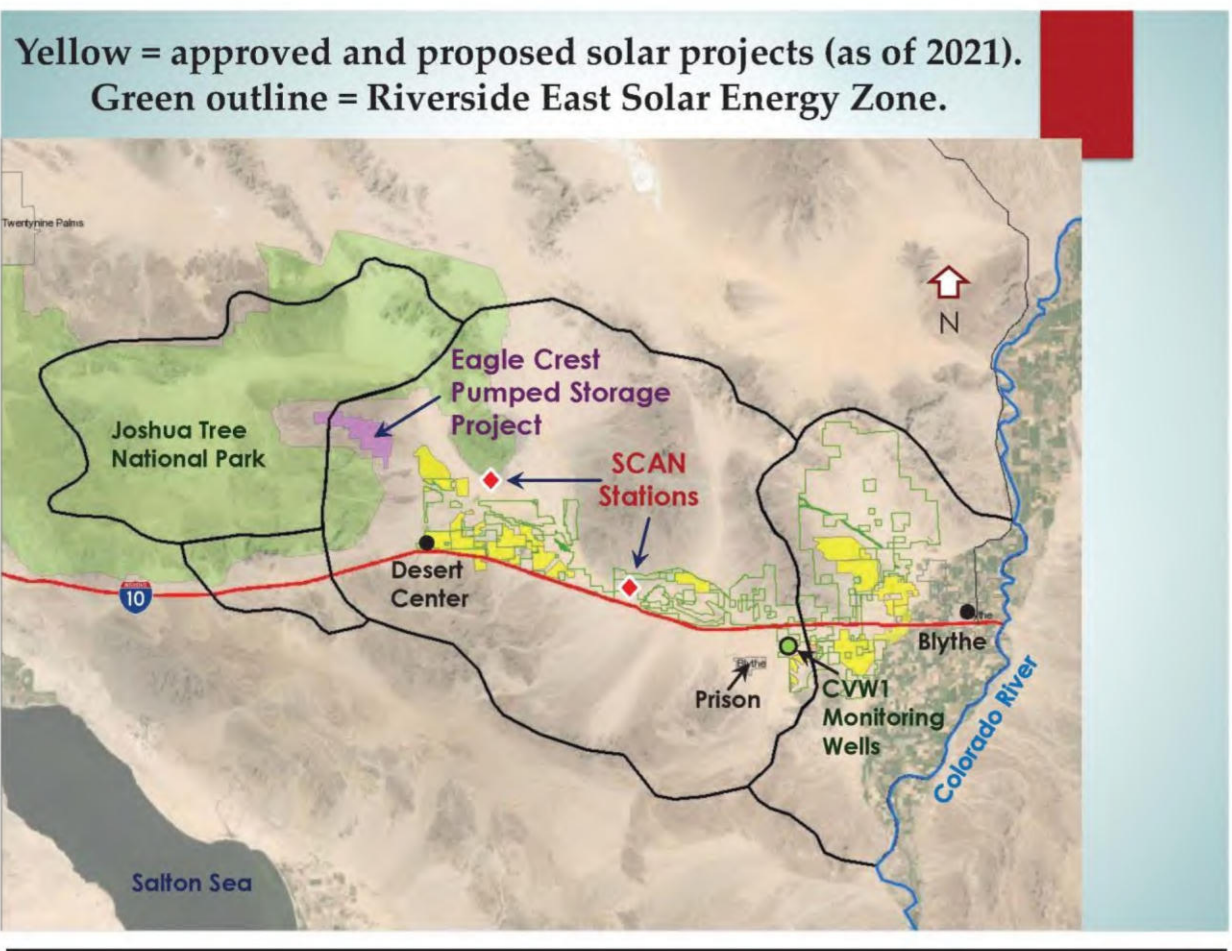 Yellow = approved and proposed solar projects (as of 2021).
Green outline = Riverside East Solar Energy Zone.
Twentynine Palms
N
Eagle Crest
Pumped Storage
Project
Joshua Tree
National Park
SCAN
Stations
Desert
Center
10
Blythe
Blythe
Prison
CVW1
Monitoring
Wells
Colorado River
Salton Sea